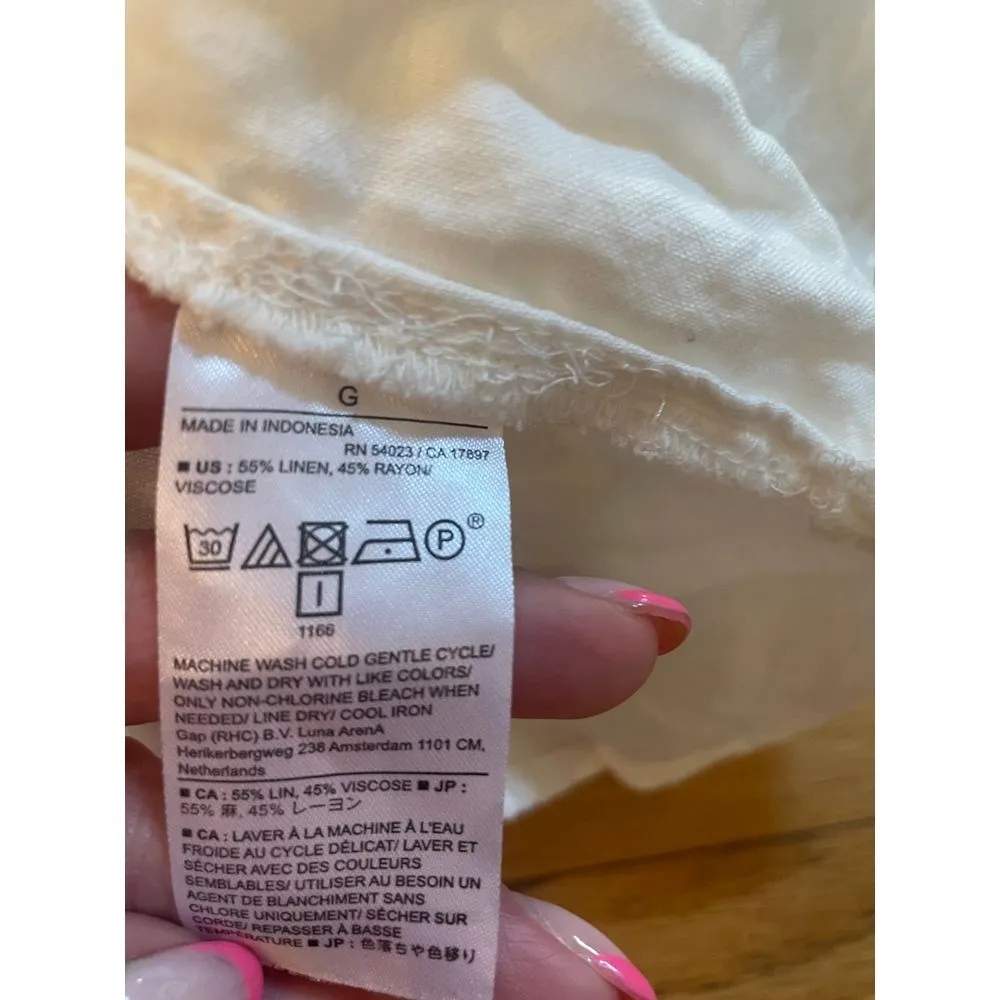 G
MADE IN INDONESIA
RN 54023 / CA 17897
■ US : 55% LINEN, 45% RAYON/
VISCOSE
30
P®
1166
MACHINE WASH COLD GENTLE CYCLE/
WASH AND DRY WITH LIKE COLORS/
ONLY NON-CHLORINE BLEACH WHEN
NEEDED/ LINE DRY/ COOL IRON
Gap (RHC) B.V. Luna ArenA
Herikerbergweg 238 Amsterdam 1101 CM,
Netherlands
■ CA : 55% LIN, 45% VISCOSE ■ JP :
55% 麻, 45% レーヨン
■ CA : LAVER À LA MACHINE À L'EAU
FROIDE AU CYCLE DÉLICAT/ LAVER ET
SÉCHER AVEC DES COULEURS
SEMBLABLES/ UTILISER AU BESOIN UN
AGENT DE BLANCHIMENT SANS
CHLORE UNIQUEMENT/ SÉCHER SUR
CORDE/ REPASSER À BASSE
TEMPÉRATURE ■ JP : 色落ちや色移り